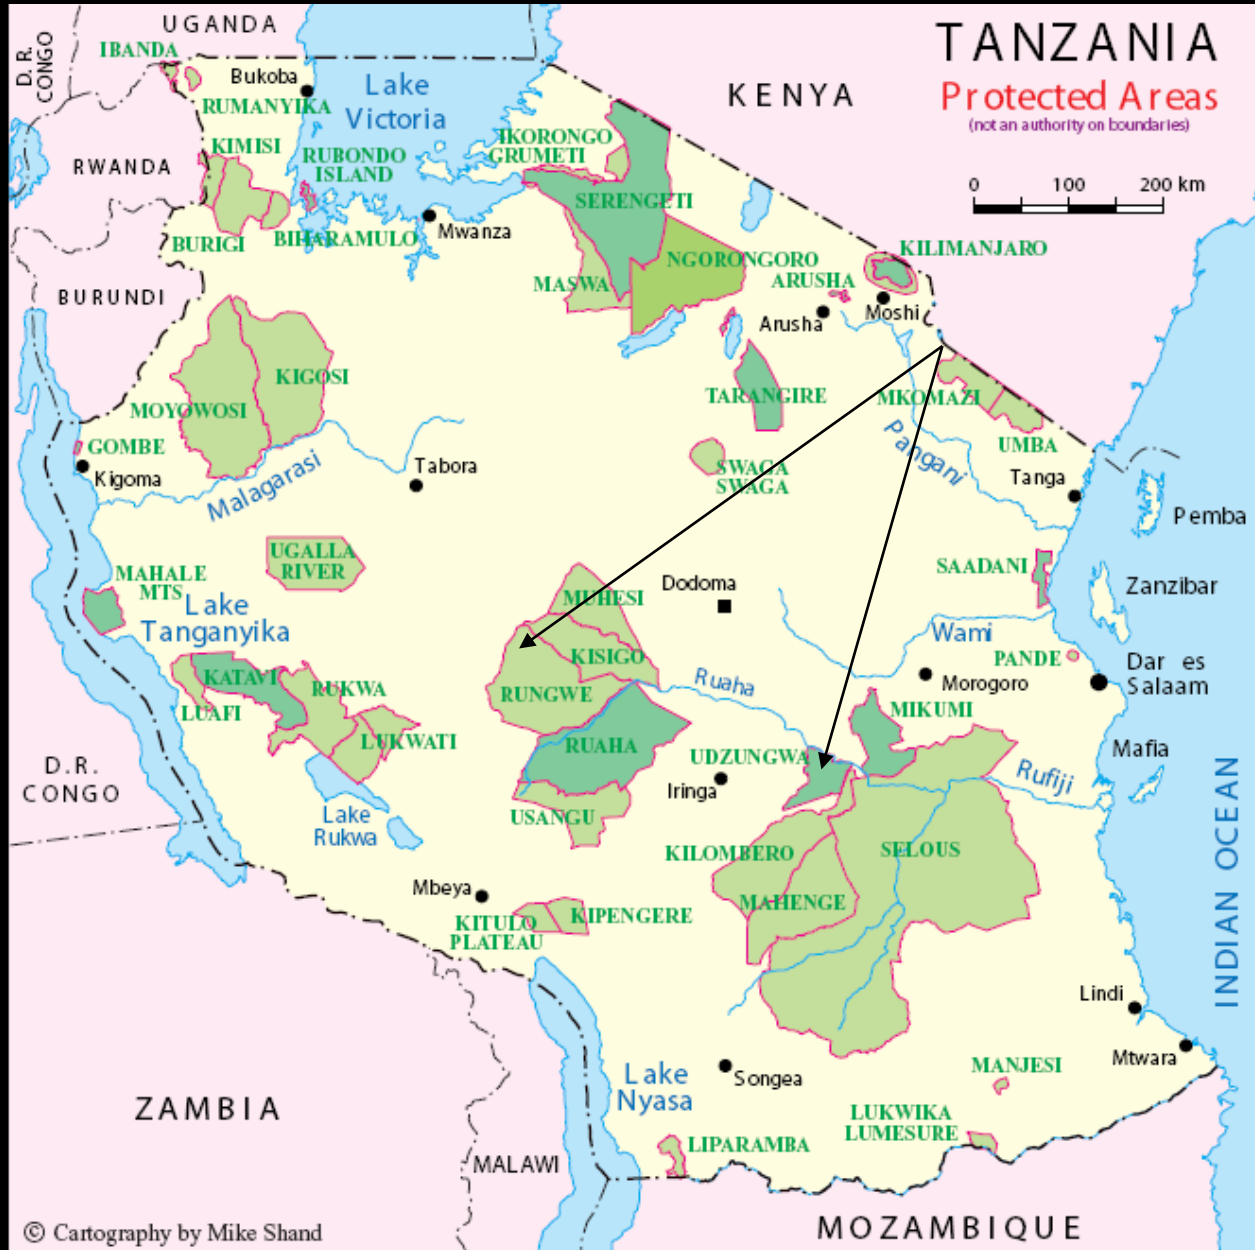 TANZANIA
Protected Areas
(not an authority on boundaries)
0 100 200 km
UGANDA
D. R.
CONGO
IBANDA
Bukoba
RUMANYIKA
Lake
Victoria
KENYA
KIMISI
RWANDA
RUBONDO
ISLAND
IKORONGO
GRUMETI
SERENGETI
BURIGI
BIHARAMULO
Mwanza
NGORONGORO
KILIMANJARO
ARUSHA
MASWA
BURUNDI
Arusha
Moshi
KIGOSI
MOYOWOSI
TARANGIRE
MKOMAZI
GOMBE
Kigoma
Malagarasi
Tabora
SWAGA
SWAGA
Pangani
UMBA
Tanga
Pemba
UGALLA
RIVER
MAHALE
MTS
Lake
Tanganyika
MUHESI
Dodoma
SAADANI
Zanzibar
KISIGO
Wami
PANDE
Dar es
Salaam
KATAVI
RUKWA
RUNGWE
Ruaha
Morogoro
LUAFI
LUKWATI
RUAHA
MIKUMI
UDZUNGWA
Mafia
D.R.
CONGO
Iringa
Rufiji
Lake
Rukwa
USANGU
KILOMBERO
SELOUS
INDIAN OCEAN
Mbeya
MAHENGE
KITULO
PLATEAU
KIPENGERE
Lindi
Mtwara
Lake
Nyasa
Songea
MANJESI
ZAMBIA
LUKWIKA
LUMESURE
MALAWI
LIPARAMBA
© Cartography by Mike Shand
MOZAMBIQUE